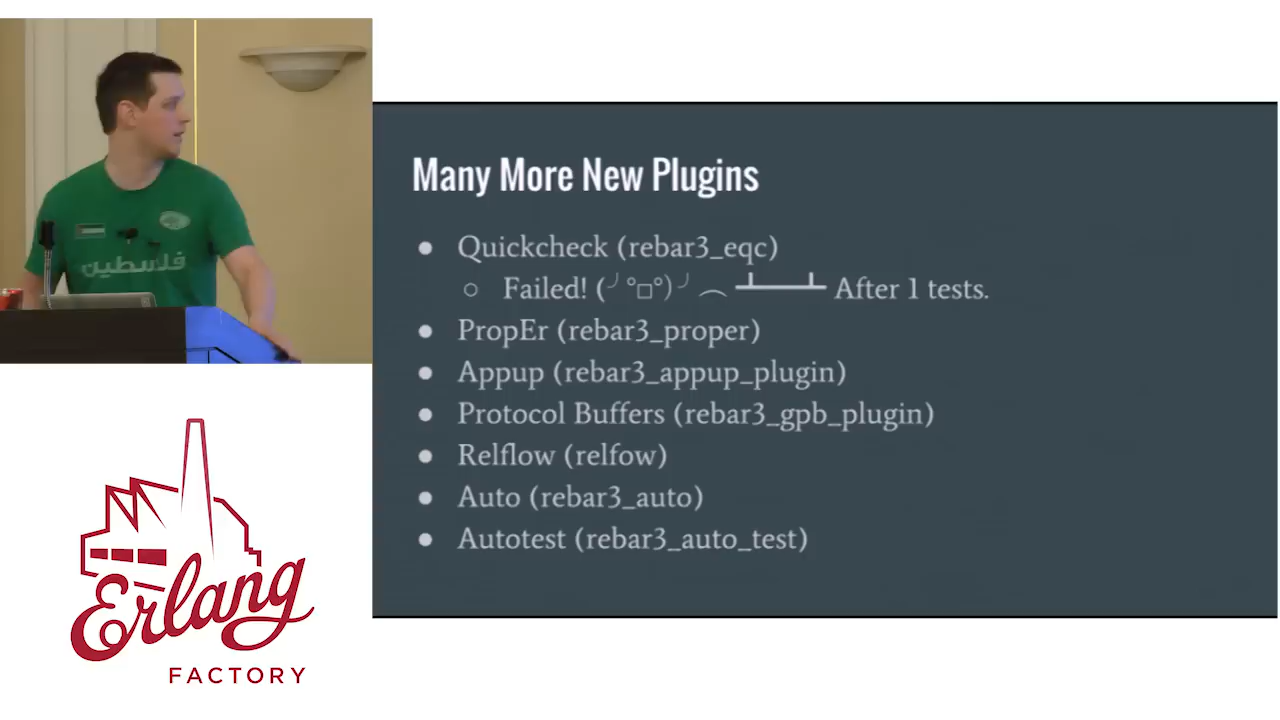 فلسطين
Many More New Plugins
● Quickcheck (rebar3_eqc)
○ Failed! (╯°□°)╯︵ ┻━┻ After 1 tests.
● PropEr (rebar3_proper)
● Appup (rebar3_appup_plugin)
● Protocol Buffers (rebar3_gpb_plugin)
● Relflow (relfow)
● Auto (rebar3_auto)
● Autotest (rebar3_auto_test)
Erlang
FACTORY